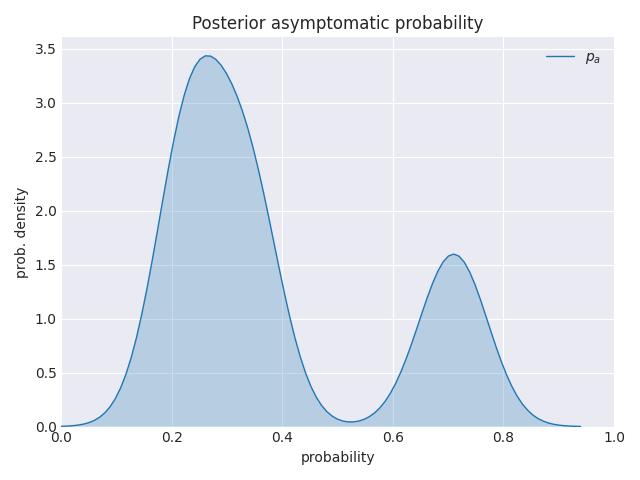 Posterior asymptomatic probability
pₐ
prob. density
3.5
3.0
2.5
2.0
1.5
1.0
0.5
0.0
0.0 0.2 0.4 0.6 0.8 1.0
probability